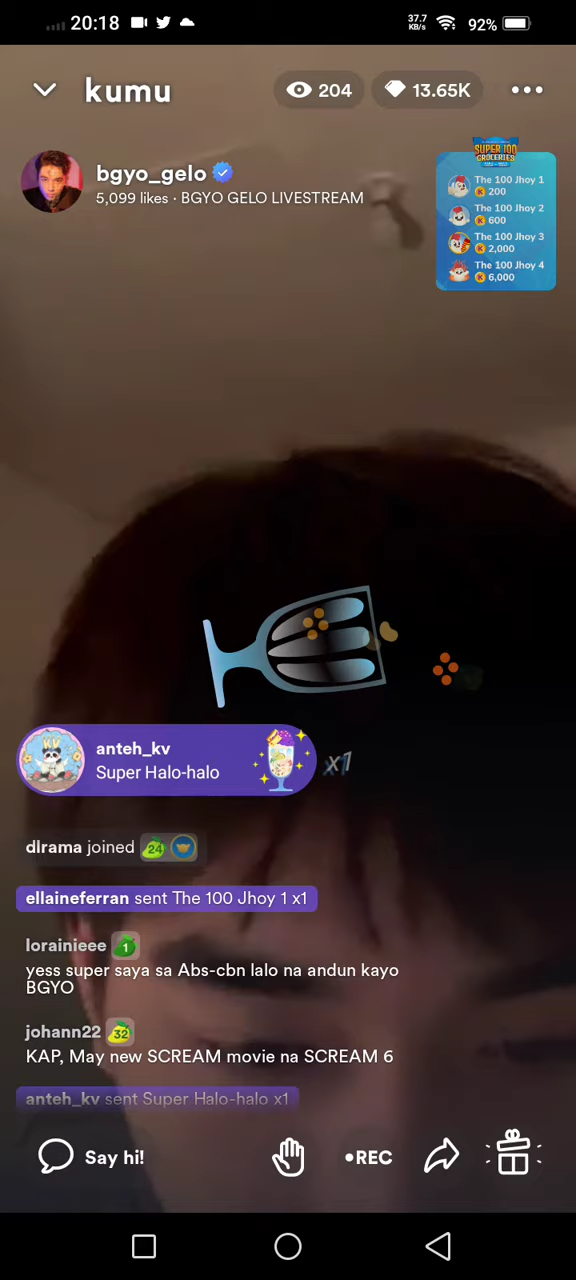 20:18
37.7
KB/s
92%
kumu
204
13.65K
bgyo_gelo
5,099 likes · BGYO GELO LIVESTREAM
SUPER 100
GROCERIES
The 100 Jhoy 1
K 200
The 100 Jhoy 2
K 600
The 100 Jhoy 3
K 2,000
The 100 Jhoy 4
K 6,000
anteh_kv
Super Halo-halo
x1
dlrama joined 24
ellaineferran sent The 100 Jhoy 1 x1
lorainieee 1
yess super saya sa Abs-cbn lalo na andun kayo
BGYO
johann22 32
KAP, May new SCREAM movie na SCREAM 6
anteh_kv sent Super Halo-halo x1
Say hi!
•REC